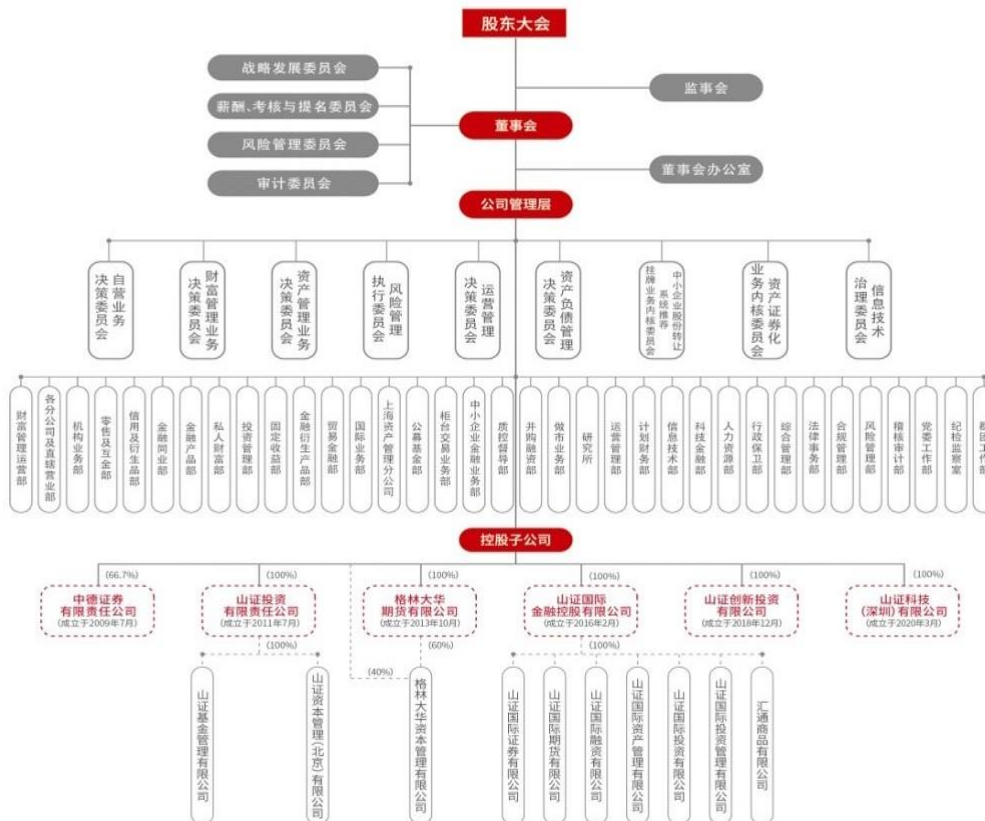 股东大会
战略发展委员会
监事会
薪酬、考核与提名委员会
董事会
风险管理委员会
董事会办公室
审计委员会
公司管理层
自营业务
决策委员会
财富管理业务
决策委员会
资产管理业务
决策委员会
风险管理
执行委员会
运营管理
决策委员会
资产负债管理
决策委员会
中小企业股份转让
系统推荐
挂牌业务内核委员会
资产证券化
业务内核委员会
信息技术
治理委员会
财富管理运营部
各分公司及直辖营业部
机构业务部
零售及互金部
信用及衍生品部
金融同业部
金融产品部
私人财富部
投资管理部
固定收益部
金融衍生产品部
贸易金融部
国际业务部
上海资产管理分公司
公募基金部
柜台交易业务部
中小企业金融业务部
质控督导部
并购融资部
做市业务部
研究所
运营管理部
计划财务部
信息技术部
科技金融部
人力资源部
行政保卫部
综合管理部
法律事务部
合规管理部
风险管理部
稽核审计部
党委工作部
纪检监察室
群团工作部
控股子公司
(66.7%)
(100%)
(100%)
(100%)
(100%)
(100%)
中德证券
有限责任公司
(成立于2009年7月)
山证投资
有限责任公司
(成立于2011年7月)
格林大华
期货有限公司
(成立于2013年10月)
山证国际
金融控股有限公司
(成立于2016年2月)
山证创新投资
有限公司
(成立于2018年12月)
山证科技
(深圳)有限公司
(成立于2020年3月)
(100%)
(60%)
(100%)
(40%)
山证基金管理有限公司
山证资本管理(北京)有限公司
格林大华资本管理有限公司
山证国际证券有限公司
山证国际期货有限公司
山证国际融资有限公司
山证国际资产管理有限公司
山证国际投资有限公司
山证国际投资管理有限公司
汇通商品有限公司